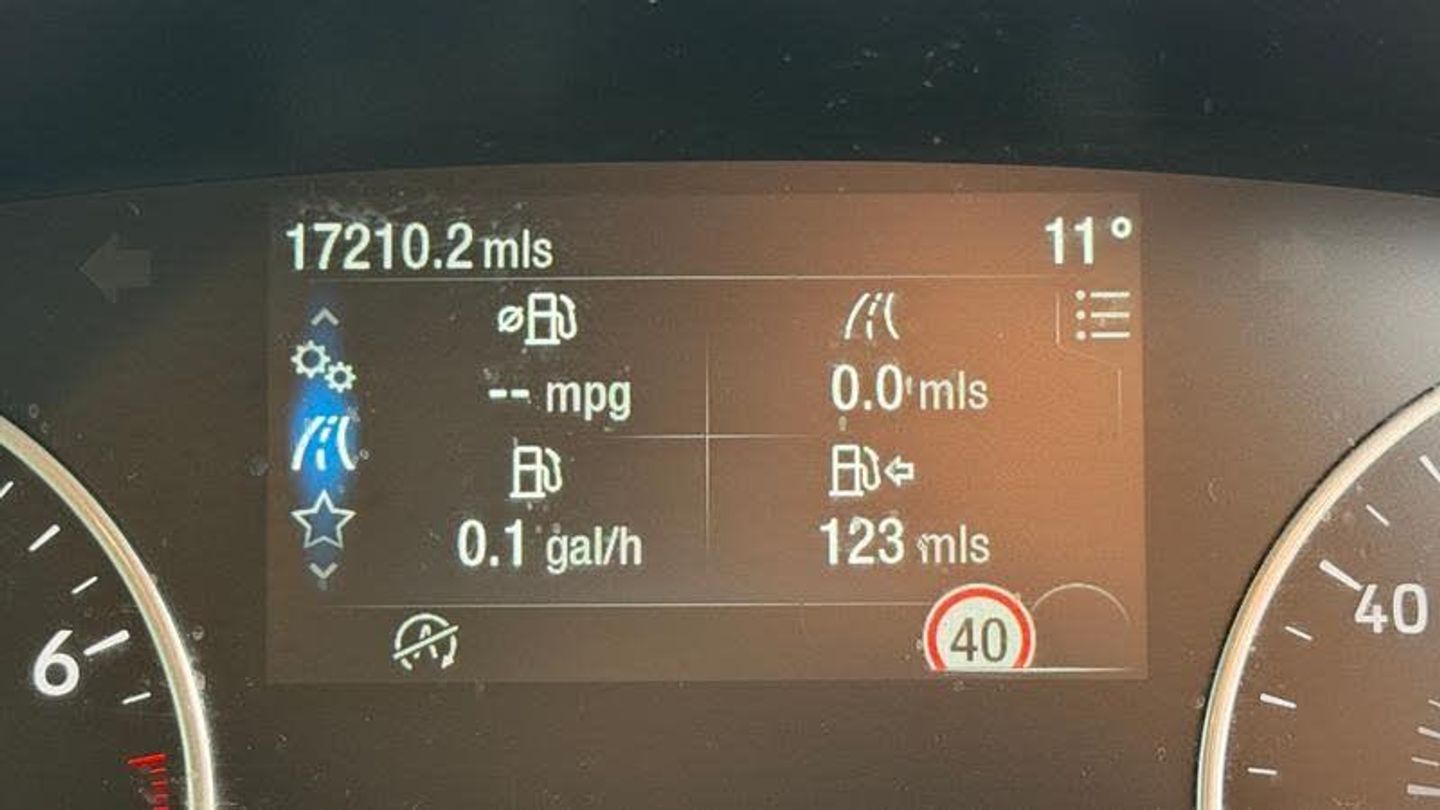 17210.2 mls 11°
-- mpg 0.0 mls
0.1 gal/h 123 mls
A 40
6 40